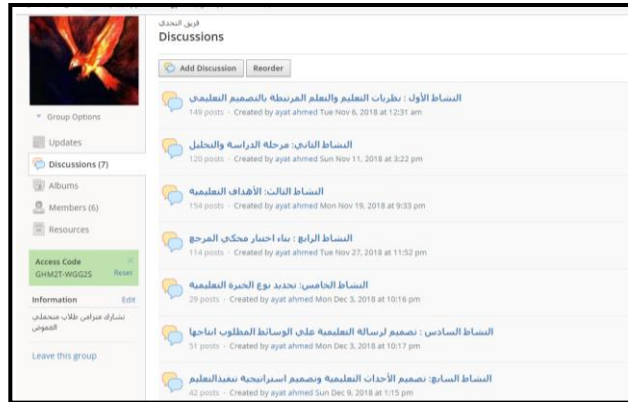 فريق التحدي
Discussions
Add Discussion Reorder
النشاط الأول : نظريات التعليم والتعلم المرتبطة بالتصميم التعليمي
149 posts · Created by ayat ahmed Tue Nov 6, 2018 at 12:31 am
النشاط الثاني: مرحلة الدراسة والتحليل
120 posts · Created by ayat ahmed Sun Nov 11, 2018 at 3:22 pm
النشاط الثالث: الأهداف التعليمية
154 posts · Created by ayat ahmed Mon Nov 19, 2018 at 9:33 pm
النشاط الرابع : بناء اختبار محكي المرجع
114 posts · Created by ayat ahmed Tue Nov 27, 2018 at 11:52 pm
النشاط الخامس: تحديد نوع الخبرة التعليمية
29 posts · Created by ayat ahmed Mon Dec 3, 2018 at 10:16 pm
النشاط السادس : تصميم لرسالة التعليمية علي الوسائط المطلوب انتاجها
51 posts · Created by ayat ahmed Mon Dec 3, 2018 at 10:17 pm
النشاط السابع: تصميم الأحداث التعليمية وتصميم استراتيجية تنفيذالتعليم
42 posts · Created by ayat ahmed Sun Dec 9, 2018 at 1:15 pm
Group Options
Updates
Discussions (7)
Albums
Members (6)
Resources
Access Code
GHM2T-WGG2S Reset
Information Edit
تشارك متزامن طلاب متحملي
الغموض
Leave this group